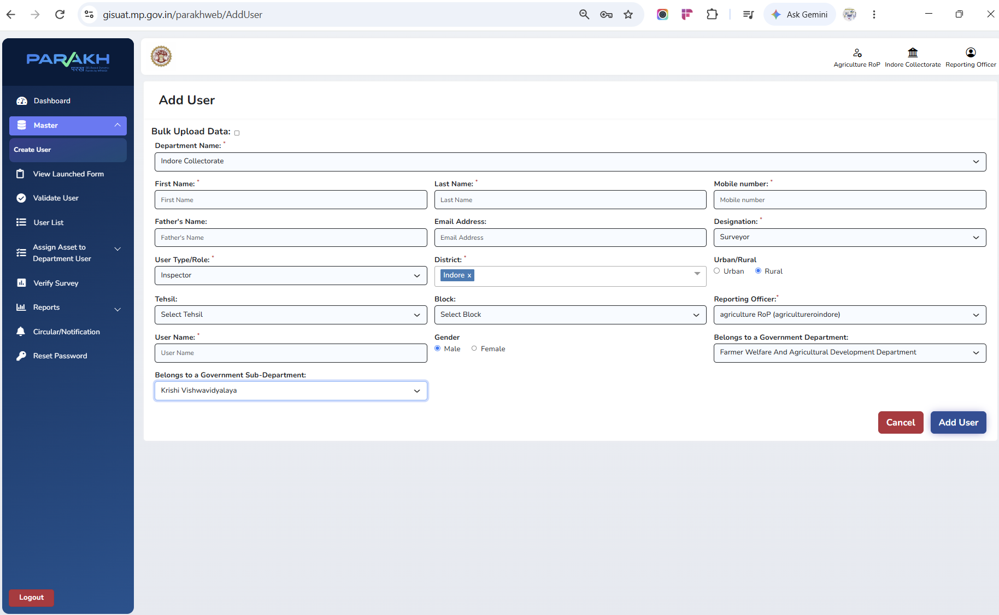 gisuat.mp.gov.in/parakhweb/AddUser
Ask Gemini
PARAKH
परख
Agriculture RoP
Indore Collectorate
Reporting Officer
Dashboard
Master
Create User
View Launched Form
Validate User
User List
Assign Asset to
Department User
Verify Survey
Reports
Circular/Notification
Reset Password
Logout
Add User
Bulk Upload Data:
Department Name: *
Indore Collectorate
First Name: * Last Name: * Mobile number: *
First Name Last Name Mobile number
Father's Name: Email Address: Designation: *
Father's Name Email Address Surveyor
User Type/Role: * District: * Urban/Rural
Inspector Indore x Urban Rural
Tehsil: Block: Reporting Officer:*
Select Tehsil Select Block agriculture RoP (agricultureroindore)
User Name: * Gender Belongs to a Government Department:
User Name Male Female Farmer Welfare And Agricultural Development Department
Belongs to a Government Sub-Department:
Krishi Vishwavidyalaya
Cancel Add User